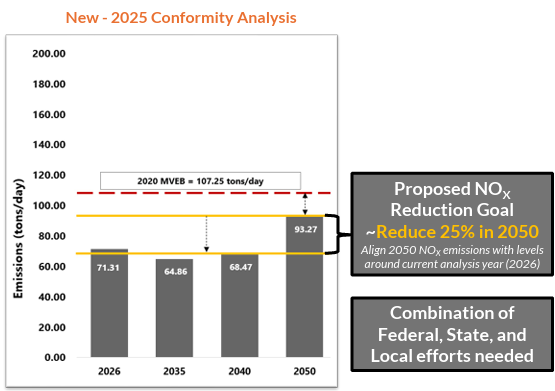 New - 2025 Conformity Analysis
200.00
180.00
160.00
140.00
120.00
100.00
80.00
60.00
40.00
20.00
0.00
Emissions (tons/day)
2020 MVEB = 107.25 tons/day
71.31
64.86
68.47
93.27
2026
2035
2040
2050
Proposed NOX
Reduction Goal
~Reduce 25% in 2050
Align 2050 NOX emissions with levels
around current analysis year (2026)
Combination of
Federal, State, and
Local efforts needed